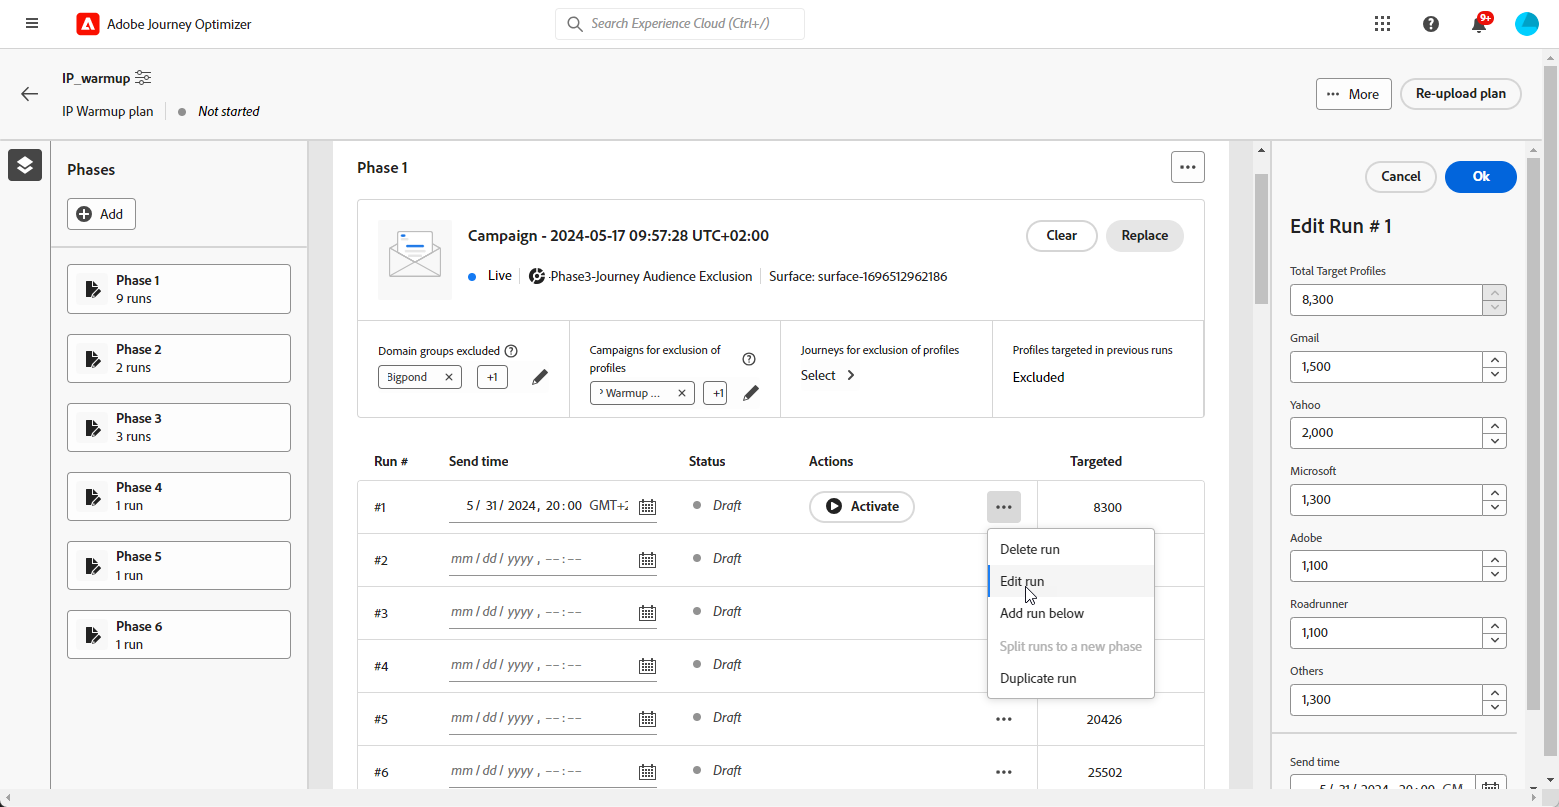 Adobe Journey Optimizer
Search Experience Cloud (Ctrl+/)
9+
IP_warmup
IP Warmup plan
Not started
More
Re-upload plan
Phases
Add
Phase 1
9 runs
Phase 2
2 runs
Phase 3
3 runs
Phase 4
1 run
Phase 5
1 run
Phase 6
1 run
Phase 1
Campaign - 2024-05-17 09:57:28 UTC+02:00
Clear
Replace
Live
Phase3-Journey Audience Exclusion
Surface: surface-1696512962186
Domain groups excluded
Bigpond
+1
Campaigns for exclusion of
profiles
Warmup ...
+1
Journeys for exclusion of profiles
Select
Profiles targeted in previous runs
Excluded
Run # Send time Status Actions Targeted
#1 5/ 31/ 2024, 20:00 GMT+2 Draft Activate 8300
#2 mm / dd / yyyy , --:-- Draft
#3 mm / dd / yyyy , --:-- Draft
#4 mm / dd / yyyy , --:-- Draft
#5 mm / dd / yyyy , --:-- Draft 20426
#6 mm / dd / yyyy , --:-- Draft 25502
Delete run
Edit run
Add run below
Split runs to a new phase
Duplicate run
Cancel
Ok
Edit Run # 1
Total Target Profiles
8,300
Gmail
1,500
Yahoo
2,000
Microsoft
1,300
Adobe
1,100
Roadrunner
1,100
Others
1,300
Send time
5/ 31/ 2024, 20:00 GM